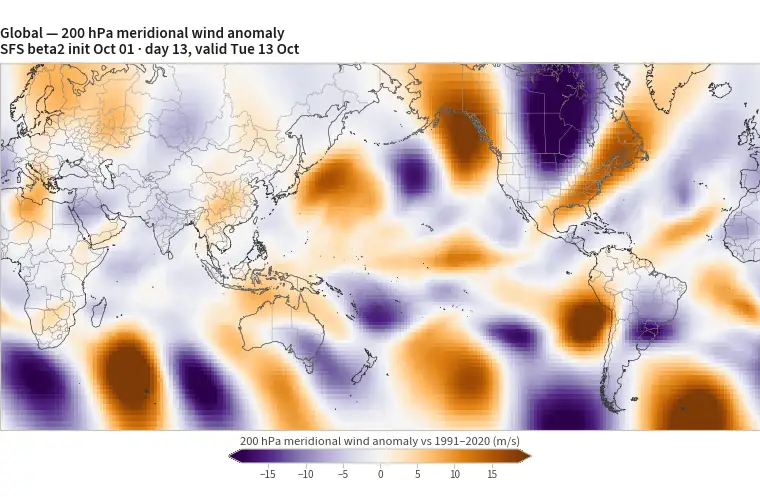 Global — 200 hPa meridional wind anomaly
SFS beta2 init Oct 01 · day 13, valid Tue 13 Oct
200 hPa meridional wind anomaly vs 1991–2020 (m/s)
−15 −10 −5 0 5 10 15